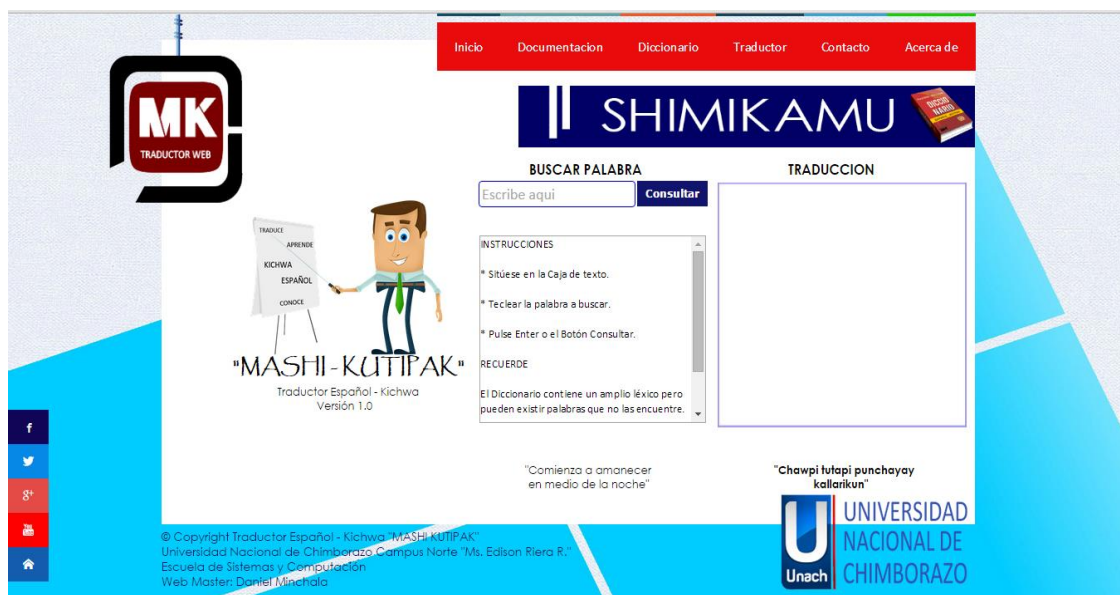 Inicio Documentacion Diccionario Traductor Contacto Acerca de
MK
TRADUCTOR WEB
SHIMIKAMU
DICCIO
NARIO
BUSCAR PALABRA
Escribe aqui
Consultar
TRADUCCION
INSTRUCCIONES
* Sitúese en la Caja de texto.
* Teclear la palabra a buscar.
* Pulse Enter o el Botón Consultar.
RECUERDE
El Diccionario contiene un amplio léxico pero
pueden existir palabras que no las encuentre.
TRADUCE
APRENDE
KICHWA
ESPAÑOL
CONOCE
"MASHI-KUTIPAK"
Traductor Español - Kichwa
Versión 1.0
"Comienza a amanecer
en medio de la noche"
"Chawpi tutapi punchayay
kallarikun"
f
g+
You
© Copyright Traductor Español - Kichwa "MASHI KUTIPAK"
Universidad Nacional de Chimborazo Campus Norte "Ms. Edison Riera R."
Escuela de Sistemas y Computación
Web Master: Daniel Minchala
Unach
UNIVERSIDAD
NACIONAL DE
CHIMBORAZO